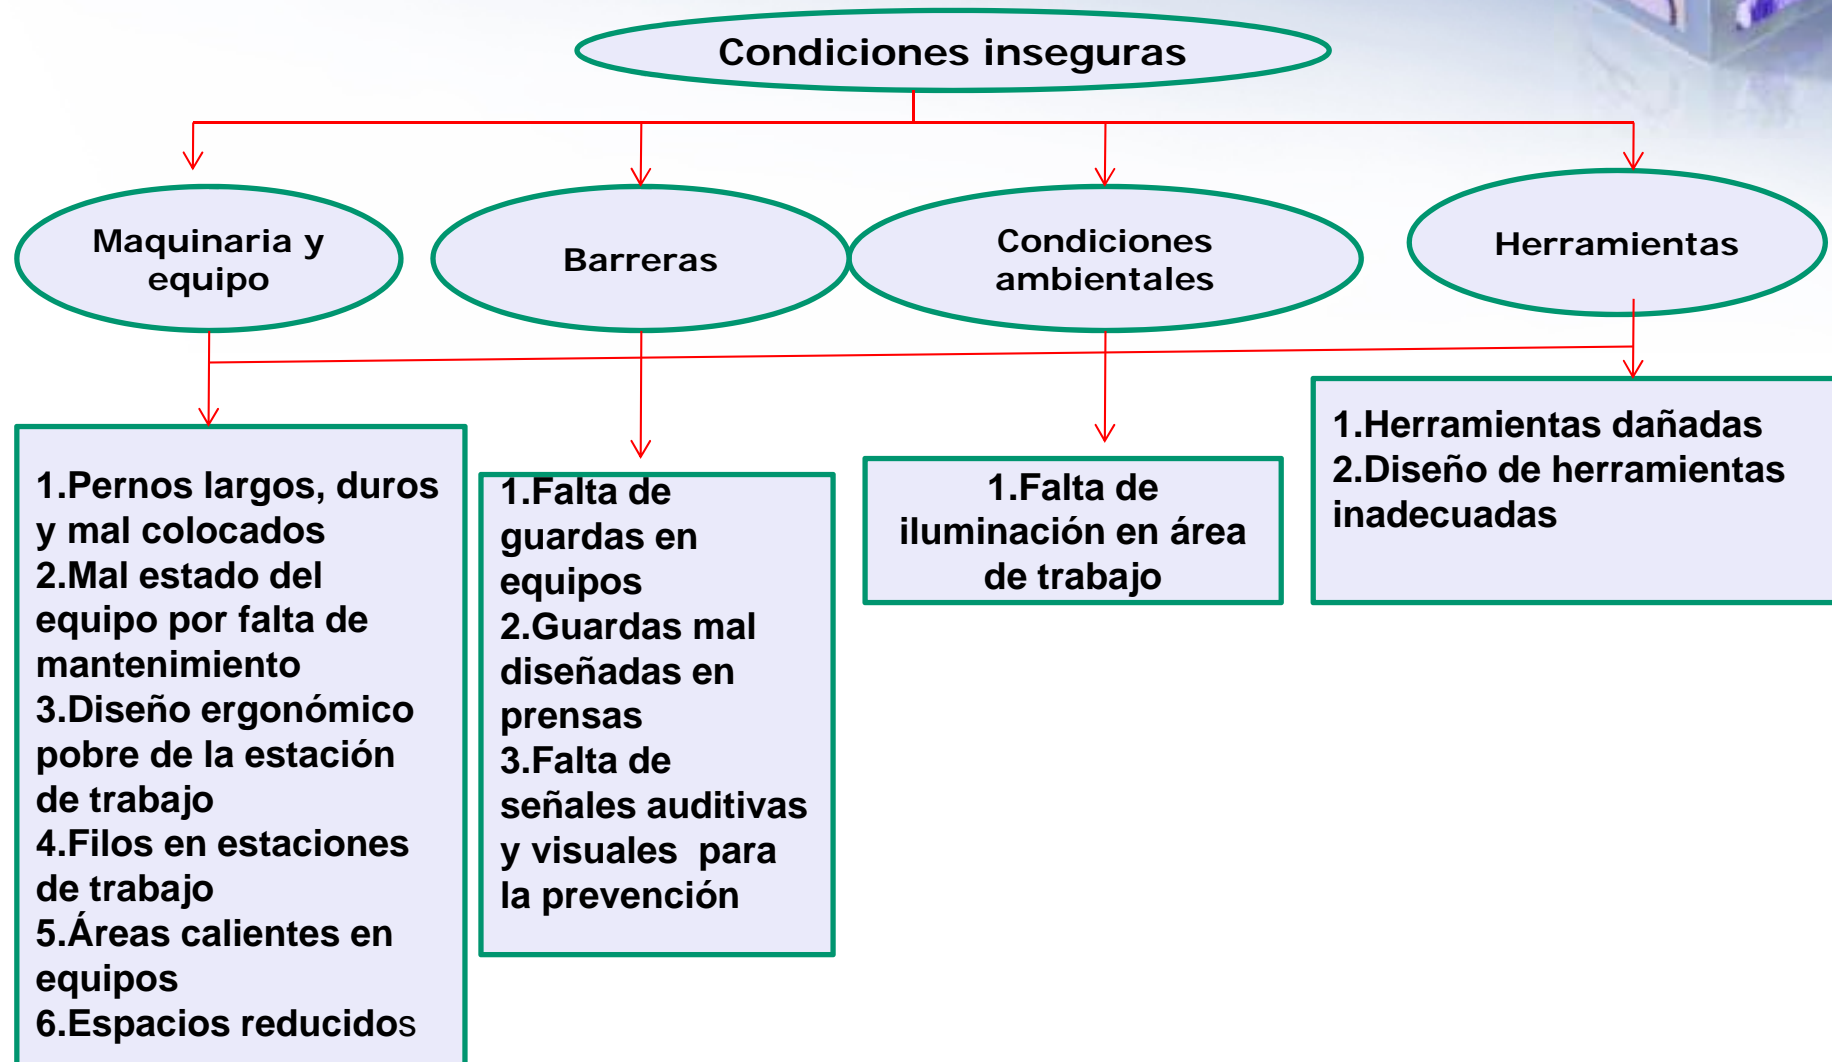 Condiciones inseguras
Maquinaria y
equipo
Barreras
Condiciones
ambientales
Herramientas
1.Pernos largos, duros
y mal colocados
2.Mal estado del
equipo por falta de
mantenimiento
3.Diseño ergonómico
pobre de la estación
de trabajo
4.Filos en estaciones
de trabajo
5.Áreas calientes en
equipos
6.Espacios reducidos
1.Falta de
guardas en
equipos
2.Guardas mal
diseñadas en
prensas
3.Falta de
señales auditivas
y visuales  para
la prevención
1.Falta de
iluminación en área
de trabajo
1.Herramientas dañadas
2.Diseño de herramientas
inadecuadas